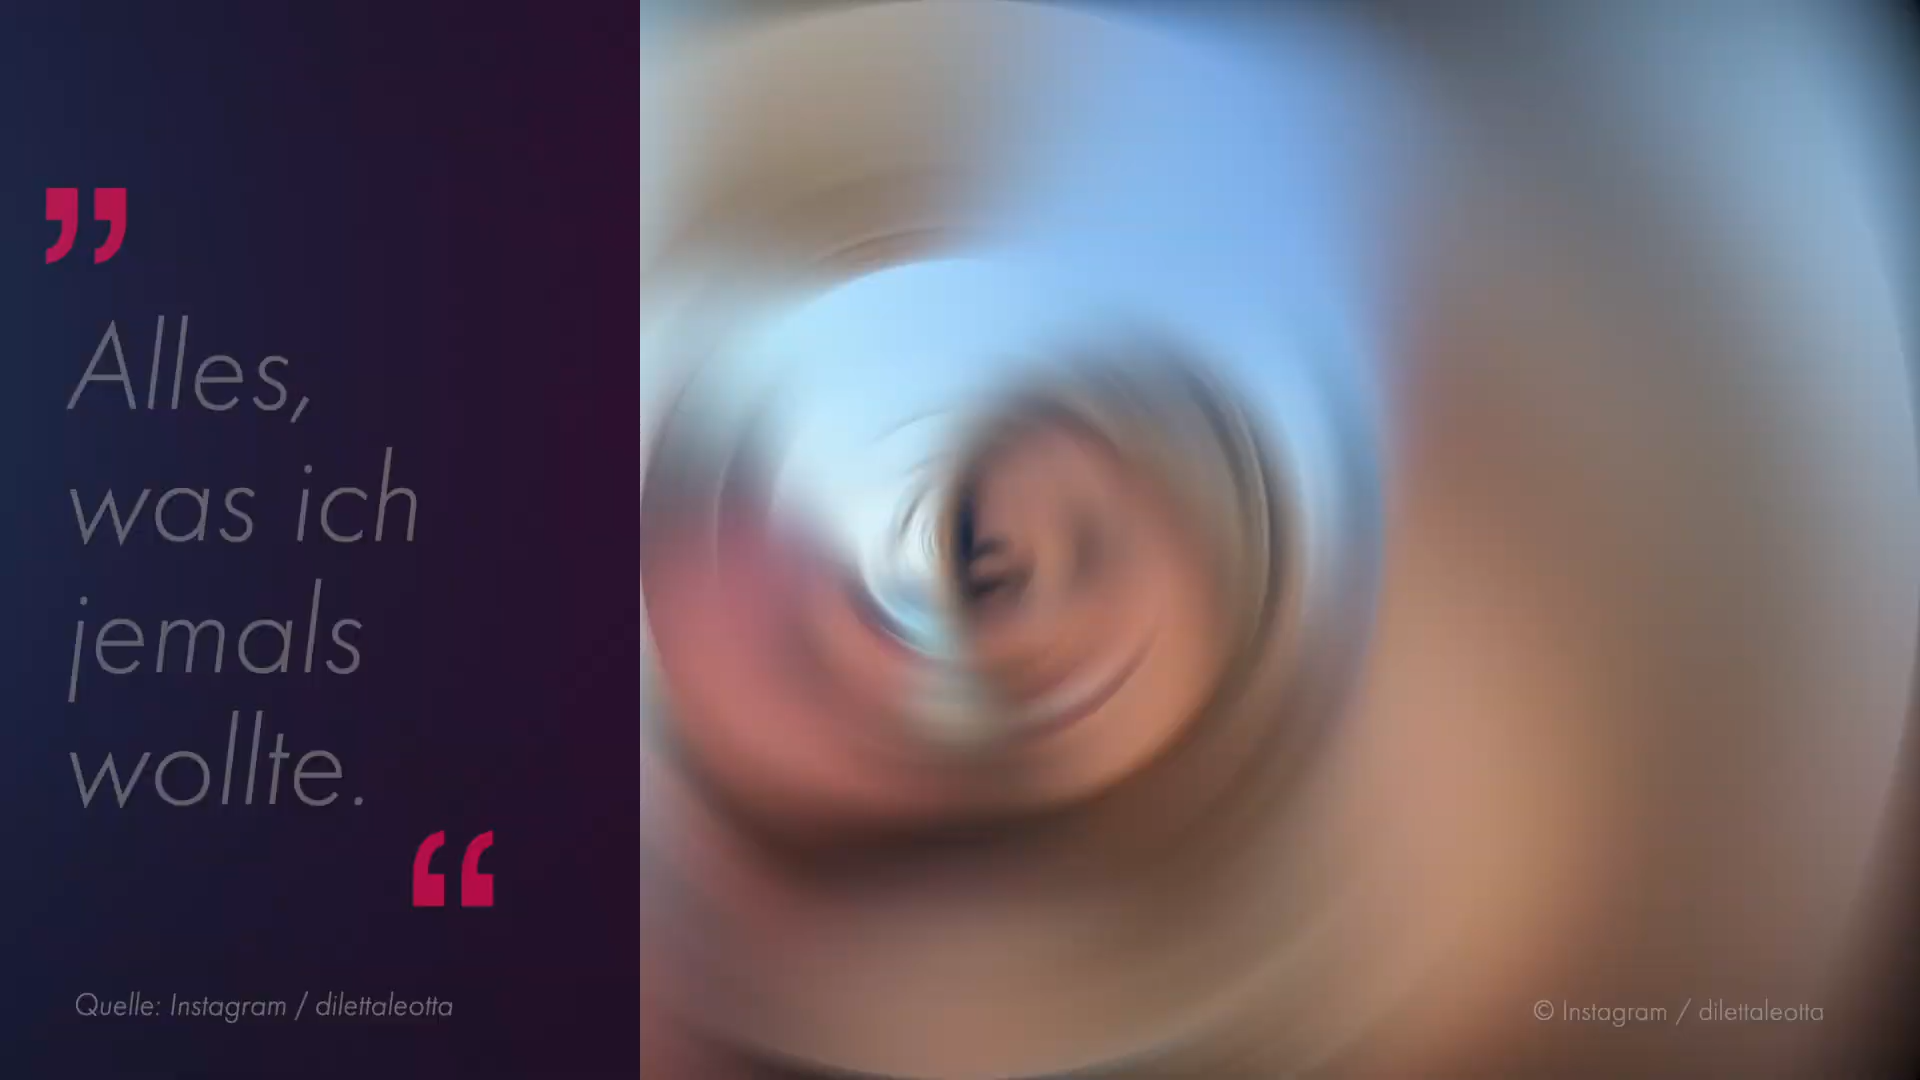 ”
Alles,
was ich
jemals
wollte.
“
Quelle: Instagram / dilettaleotta
© Instagram / dilettaleotta